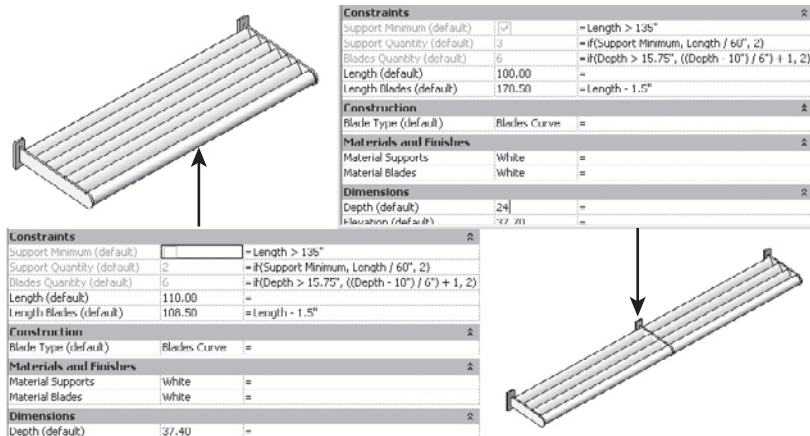 Constraints
Support Minimum (default) =Length > 135"
Support Quantity (default) 3 =if(Support Minimum, Length / 60", 2)
Blades Quantity (default) 6 =if(Depth > 15.75", ((Depth - 10") / 6") + 1, 2)
Length (default) 100.00 =
Length Blades (default) 178.50 =Length - 1.5"
Construction
Blade Type (default) Blades Curve =
Materials and Finishes
Material Supports White =
Material Blades White =
Dimensions
Depth (default) 24 =
Elevation (default) 37.70 =
Constraints
Support Minimum (default) =Length > 135"
Support Quantity (default) 2 =if(Support Minimum, Length / 60", 2)
Blades Quantity (default) 6 =if(Depth > 15.75", ((Depth - 10") / 6") + 1, 2)
Length (default) 110.00 =
Length Blades (default) 108.50 =Length - 1.5"
Construction
Blade Type (default) Blades Curve =
Materials and Finishes
Material Supports White =
Material Blades White =
Dimensions
Depth (default) 37.40 =